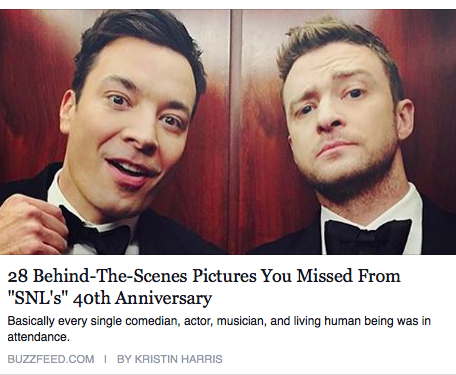 28 Behind-The-Scenes Pictures You Missed From
"SNL's" 40th Anniversary
Basically every single comedian, actor, musician, and living human being was in
attendance.
BUZZFEED.COM | BY KRISTIN HARRIS